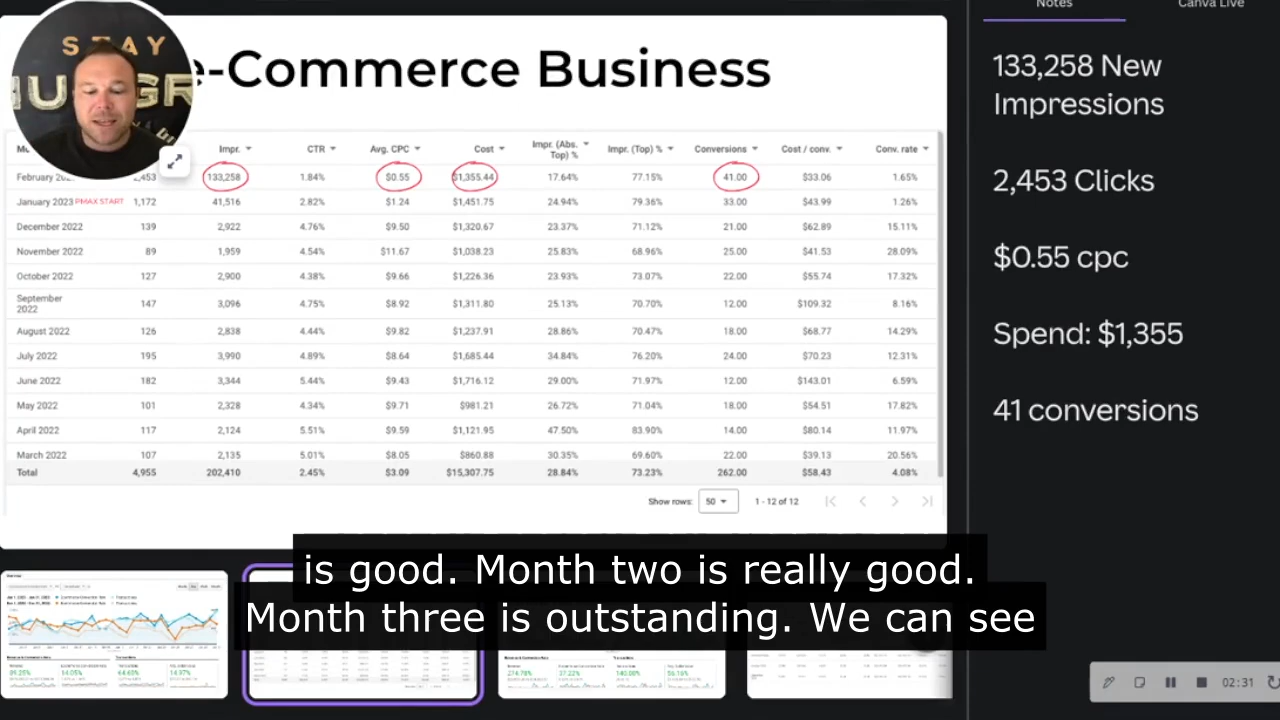 Notes
Canva Live
STAY
HUNGR
e-Commerce Business
Impr. CTR Avg. CPC Cost Impr. (Abs. Top) % Impr. (Top) % Conversions Cost / conv. Conv. rate
February 2,453 133,258 1.84% $0.55 $1,355.44 17.64% 77.15% 41.00 $33.06 1.65%
January 2023 PMAX START 1,172 41,516 2.82% $1.24 $1,451.75 24.94% 79.36% 33.00 $43.99 1.26%
December 2022 139 2,922 4.76% $9.50 $1,320.67 23.37% 71.12% 21.00 $62.89 15.11%
November 2022 89 1,959 4.54% $11.67 $1,038.23 25.83% 68.96% 25.00 $41.53 28.09%
October 2022 127 2,900 4.38% $9.66 $1,226.36 23.93% 73.07% 22.00 $55.74 17.32%
September 2022 147 3,096 4.75% $8.92 $1,311.80 25.13% 70.70% 12.00 $109.32 8.16%
August 2022 126 2,838 4.44% $9.82 $1,237.91 28.86% 70.47% 18.00 $68.77 14.29%
July 2022 195 3,990 4.89% $8.64 $1,685.44 34.84% 76.20% 24.00 $70.23 12.31%
June 2022 182 3,344 5.44% $9.43 $1,716.12 29.00% 71.97% 12.00 $143.01 6.59%
May 2022 101 2,328 4.34% $9.71 $981.21 26.72% 71.04% 18.00 $54.51 17.82%
April 2022 117 2,124 5.51% $9.59 $1,121.95 47.50% 83.90% 14.00 $80.14 11.97%
March 2022 107 2,135 5.01% $8.05 $860.88 30.35% 69.60% 22.00 $39.13 20.56%
Total 4,955 202,410 2.45% $3.09 $15,307.75 28.84% 73.23% 262.00 $58.43 4.08%
Show rows: 50 1 - 12 of 12
133,258 New
Impressions
2,453 Clicks
$0.55 cpc
Spend: $1,355
41 conversions
is good. Month two is really good.
Month three is outstanding. We can see
02:31